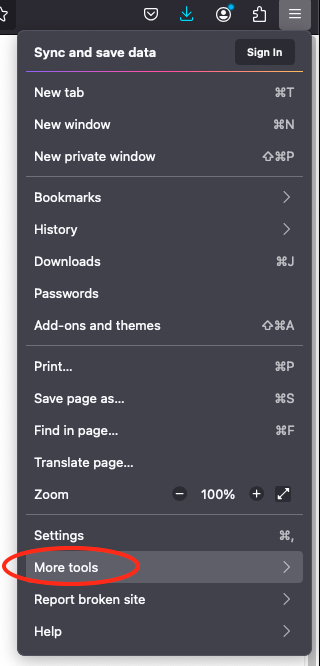 Sync and save data Sign In
New tab ⌘T
New window ⌘N
New private window ⇧⌘P
Bookmarks
History
Downloads ⌘J
Passwords
Add-ons and themes ⇧⌘A
Print... ⌘P
Save page as... ⌘S
Find in page... ⌘F
Translate page...
Zoom − 100% +
Settings ⌘,
More tools
Report broken site
Help